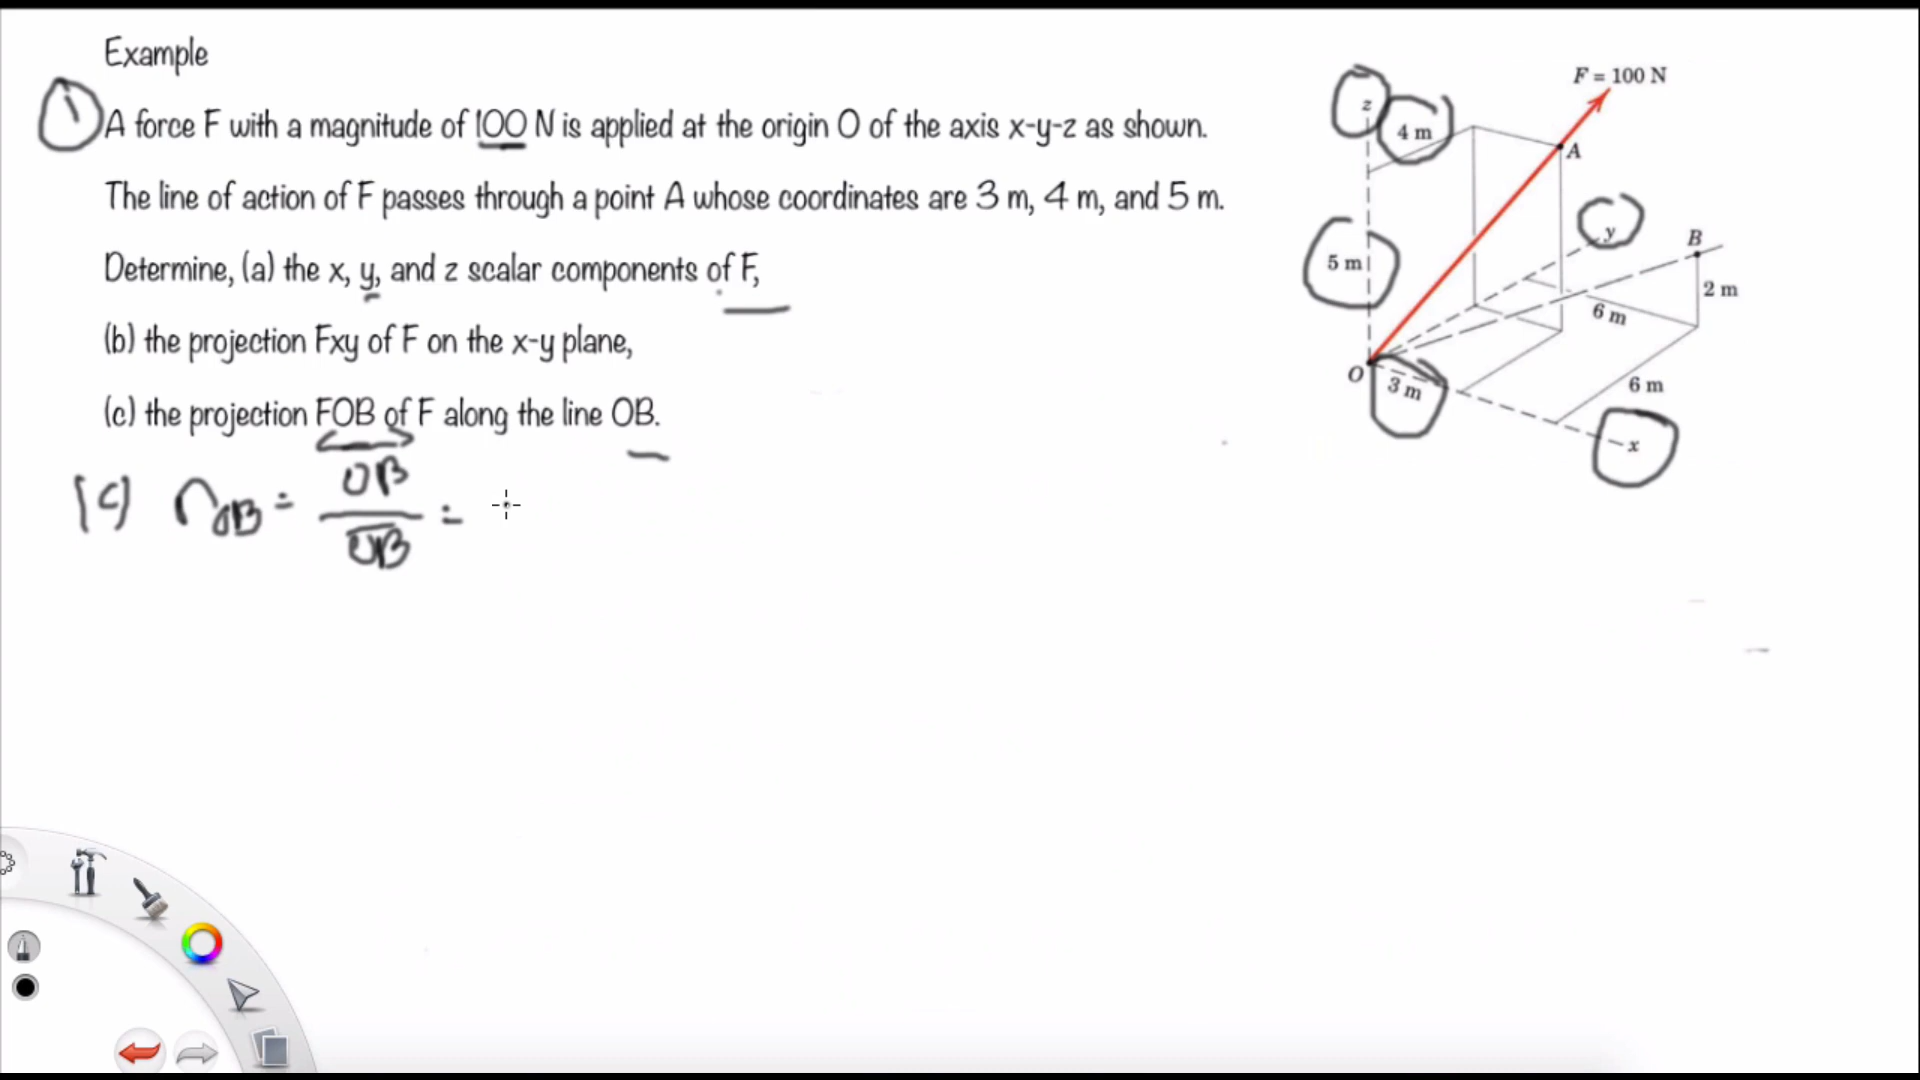 Example
A force F with a magnitude of 100 N is applied at the origin O of the axis x-y-z as shown.
The line of action of F passes through a point A whose coordinates are 3 m, 4 m, and 5 m.
Determine, (a) the x, y, and z scalar components of F,
(b) the projection Fxy of F on the x-y plane,
(c) the projection FOB of F along the line OB.
(c) nOB = OB / OB =
F = 100 N
z
4 m
A
y
B
5 m
2 m
6 m
O
3 m
6 m
x